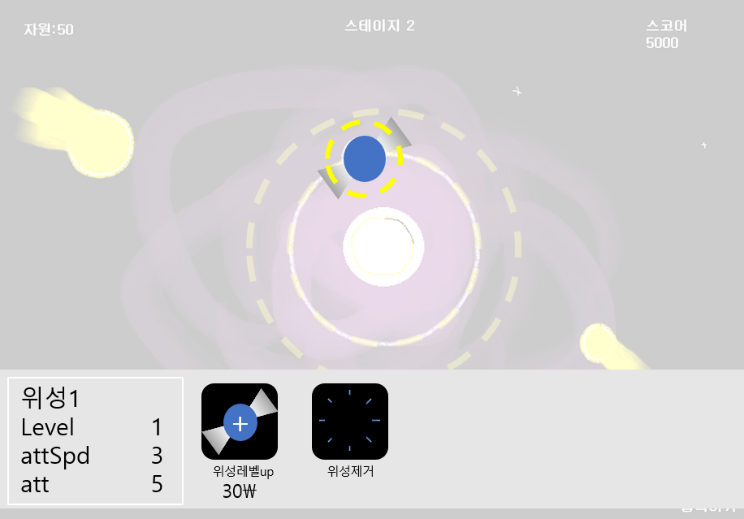 자원:50
스테이지 2
스코어
5000
위성1
Level 1
attSpd 3
att 5
위성레벨up
30₩
위성제거